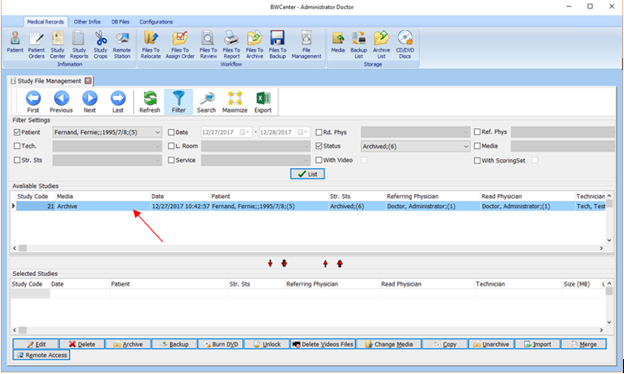 BWCenter - Administrator Doctor
Medical Records Other Infos DB Files Configurations
Patient Patient Orders Study Center Study Reports Study Crops Remote Station Files To Relocate Files To Assign Order Files To Review Files To Report Files To Archive Files To Backup File Management Media Backup List Archive List CD/DVD Discs
Infomation Workflow Storage
Study File Management
First Previous Next Last Refresh Filter Search Maximize Export
Filter Settings
Patient Fernand, Fernie;;1995/7/8;(5) Date 12/27/2017 - 12/28/2017 Rd. Phys Ref. Phys
Tech. L. Room Status Archived;(6) Media
Str. Sts Service With Video With ScoringSet
List
Available Studies
Study Code Media Date Patient Str. Sts Referring Physician Read Physician Technician
21 Archive 12/27/2017 10:42:57 Fernand, Fernie;;1995/7/8;(5) Archived;(6) Doctor, Administrator;(1) Doctor, Administrator;(1) Tech, Test
Selected Studies
Study Code Date Patient Str. Sts Referring Physician Read Physician Technician Size (MB) L
Edit Delete Archive Backup Burn DVD Unlock Delete Videos Files Change Media Copy Unarchive Import Merge
Remote Access